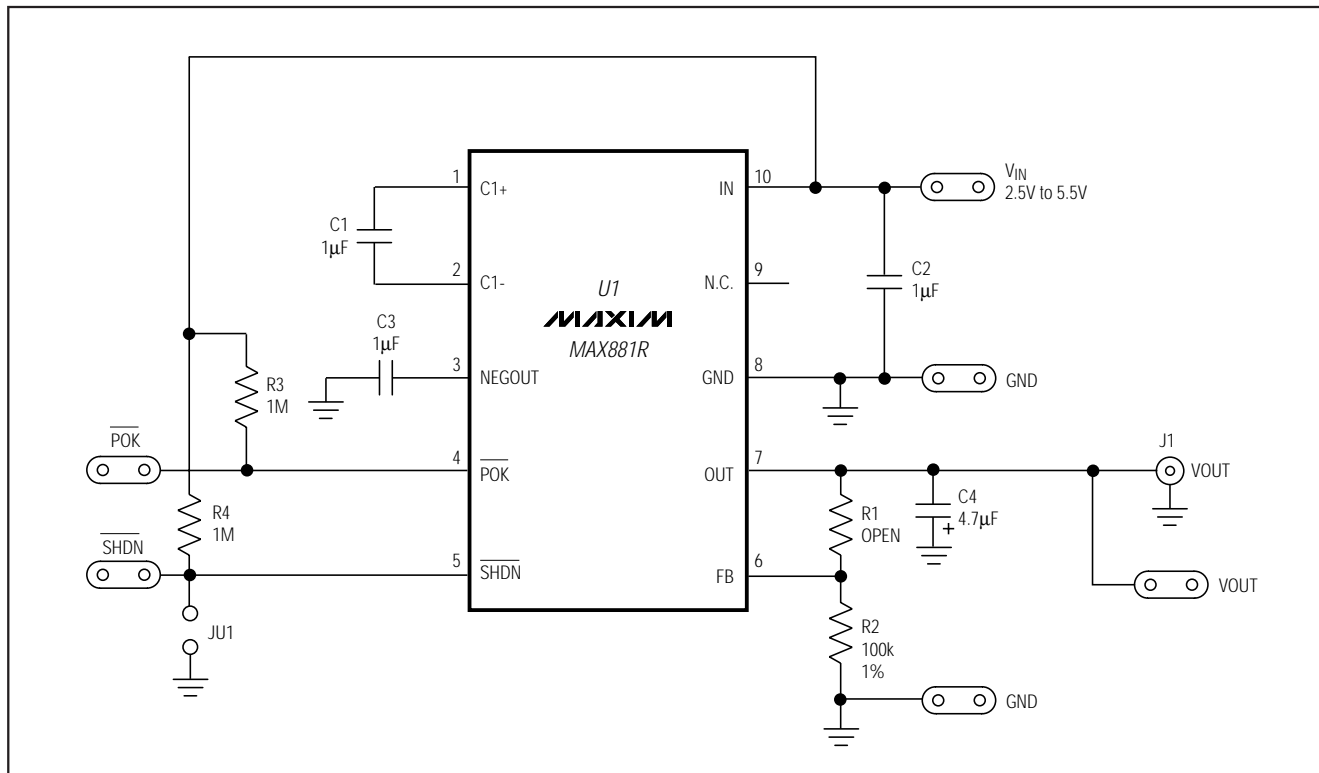 1
C1+
C1
1µF
2
C1-
C3
1µF
3
NEGOUT
R3
1M
POK
4
POK
R4
1M
SHDN
5
SHDN
JU1
U1
MAXIM
MAX881R
IN
10
VIN
2.5V to 5.5V
N.C.
9
C2
1µF
GND
8
GND
OUT
7
J1
VOUT
R1
OPEN
C4
4.7µF
+
FB
6
VOUT
R2
100k
1%
GND